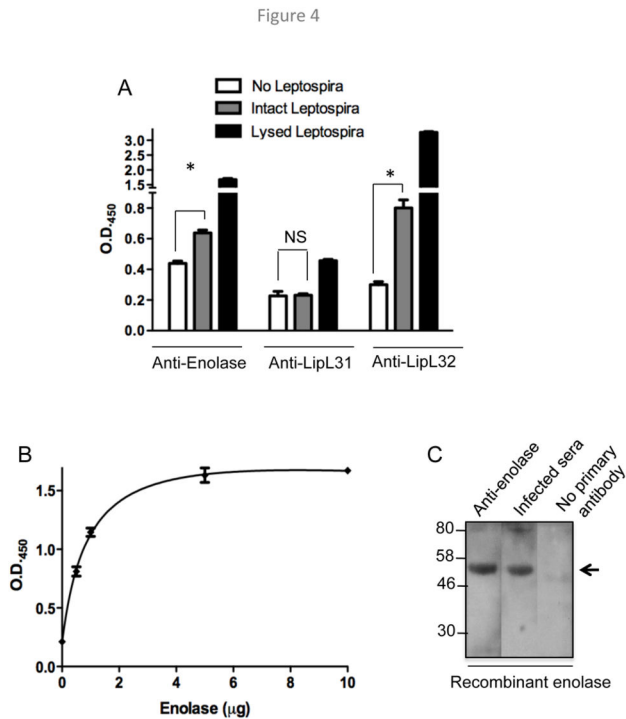 Figure 4
A
No Leptospira
Intact Leptospira
Lysed Leptospira
3.0
2.5
2.0
1.5
0.8
0.6
0.4
0.2
0.0
O.D.450
*
NS
*
Anti-Enolase
Anti-LipL31
Anti-LipL32
B
1.5
1.0
0.5
0.0
O.D.450
0 2 4 6 8 10
Enolase (µg)
C
Anti-enolase
Infected sera
No primary
antibody
80
58
46
30
Recombinant enolase